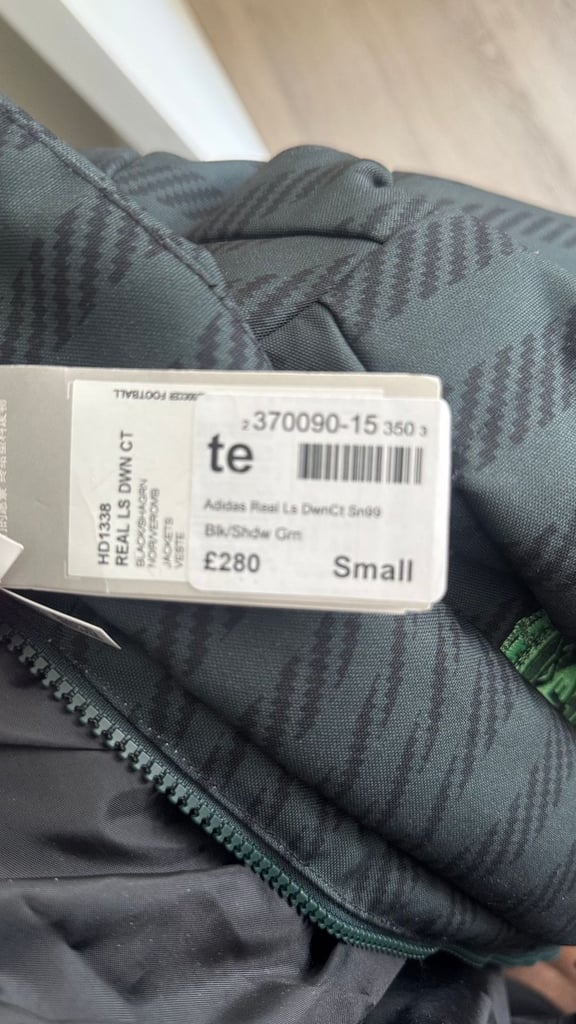 2 370090-15 350 3
te
Adidas Real Ls DwnCt Sn99
Blk/Shdw Grn
£280 Small
SOCCER FOOTBALL
HD1338
REAL LS DWN CT
BLACK/SHAGRN
JACKETS
VESTE